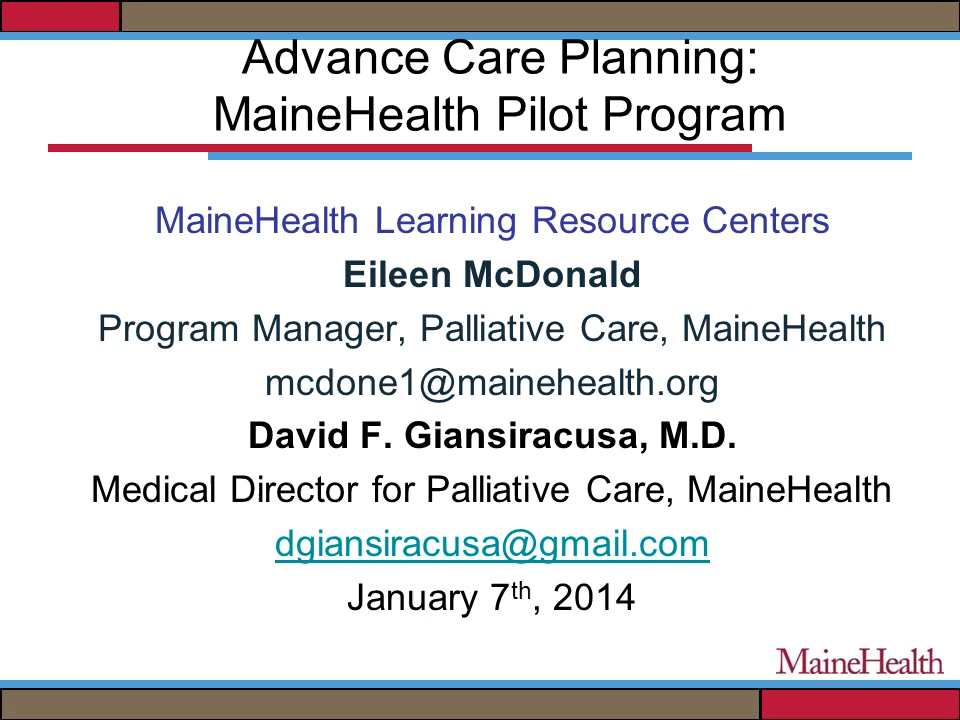 Advance Care Planning:
MaineHealth Pilot Program
MaineHealth Learning Resource Centers
Eileen McDonald
Program Manager, Palliative Care, MaineHealth
mcdone1@mainehealth.org
David F. Giansiracusa, M.D.
Medical Director for Palliative Care, MaineHealth
dgiansiracusa@gmail.com
January 7th, 2014
MaineHealth